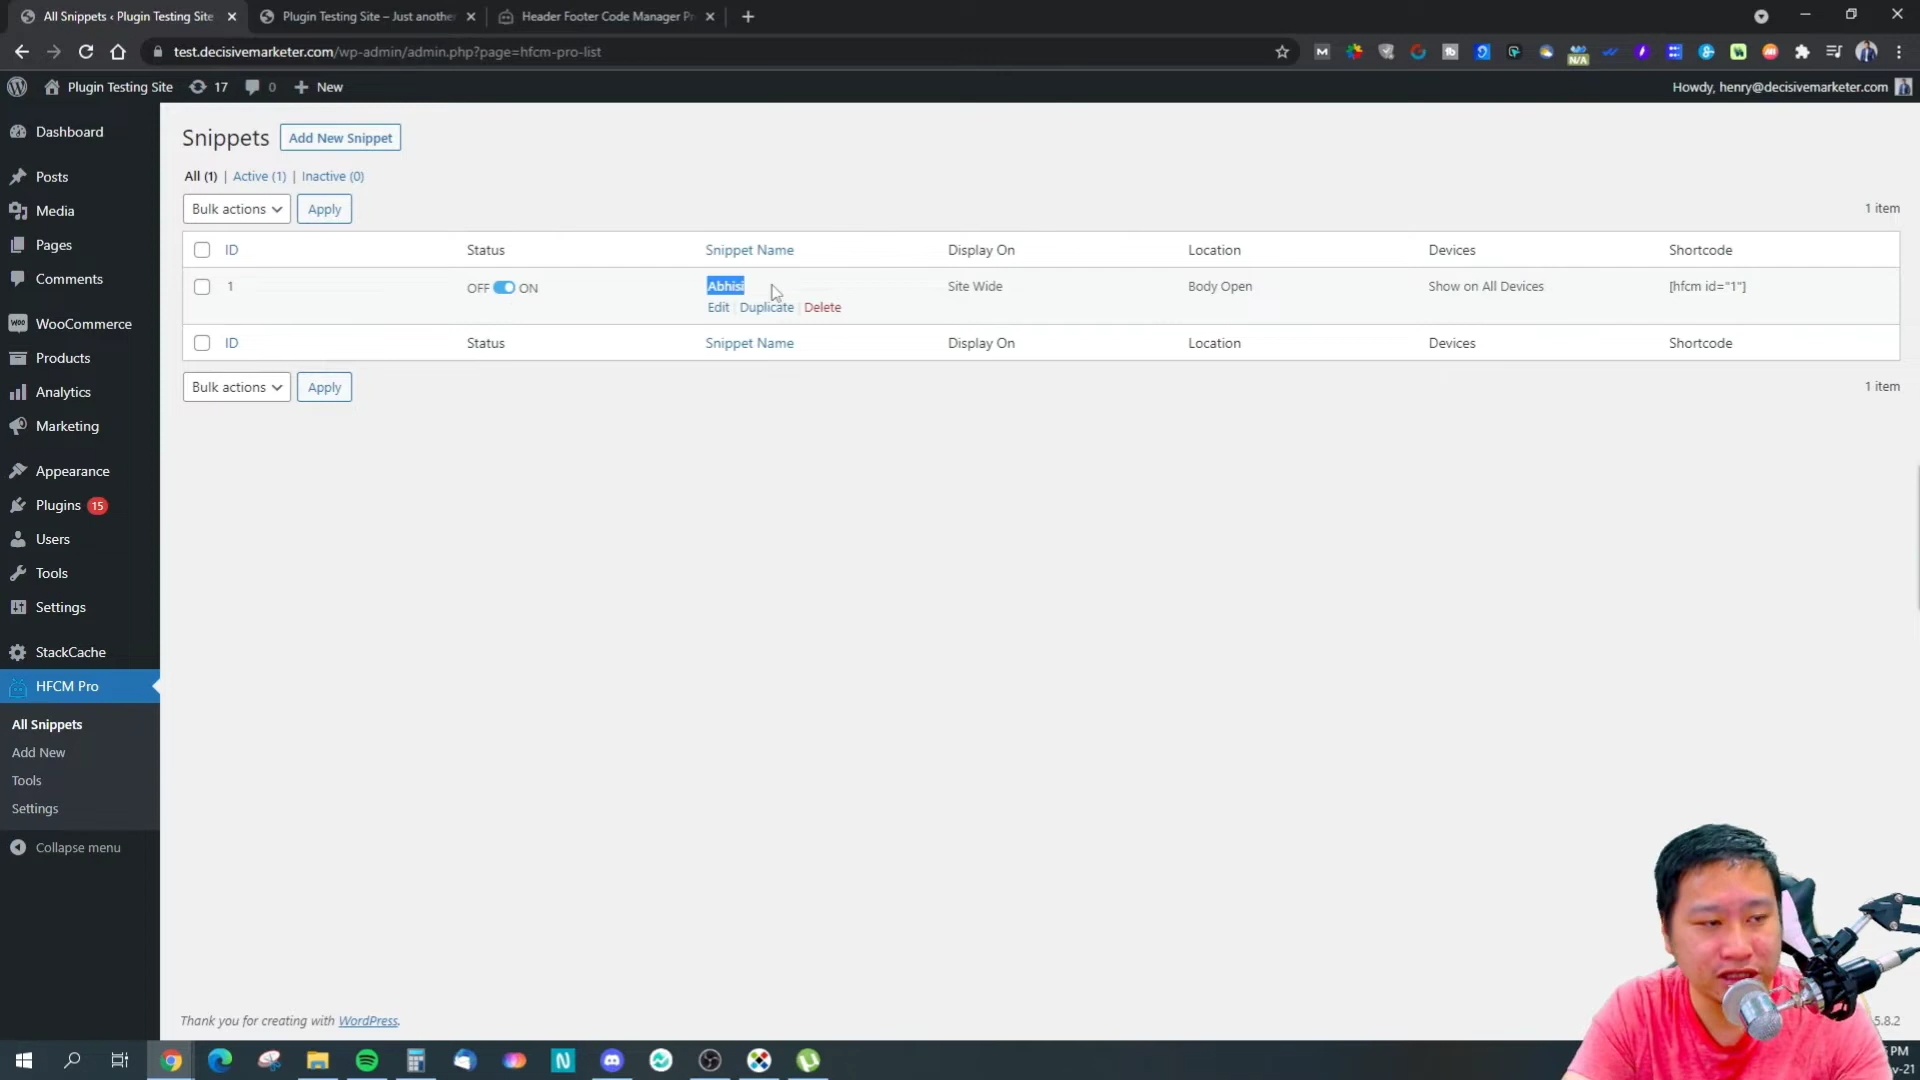 All Snippets ‹ Plugin Testing Site
Plugin Testing Site – Just another
Header Footer Code Manager Pr
test.decisivemarketer.com/wp-admin/admin.php?page=hfcm-pro-list
N/A
Plugin Testing Site
17
0
New
Howdy, henry@decisivemarketer.com
Dashboard
Posts
Media
Pages
Comments
WooCommerce
Products
Analytics
Marketing
Appearance
Plugins 15
Users
Tools
Settings
StackCache
HFCM Pro
All Snippets
Add New
Tools
Settings
Collapse menu
Snippets
Add New Snippet
All (1) | Active (1) | Inactive (0)
Bulk actions
Apply
1 item
ID Status Snippet Name Display On Location Devices Shortcode
1 OFF ON Abhisi Site Wide Body Open Show on All Devices [hfcm id="1"]
Edit | Duplicate | Delete
ID Status Snippet Name Display On Location Devices Shortcode
Bulk actions
Apply
1 item
Thank you for creating with WordPress.
5.8.2
PM